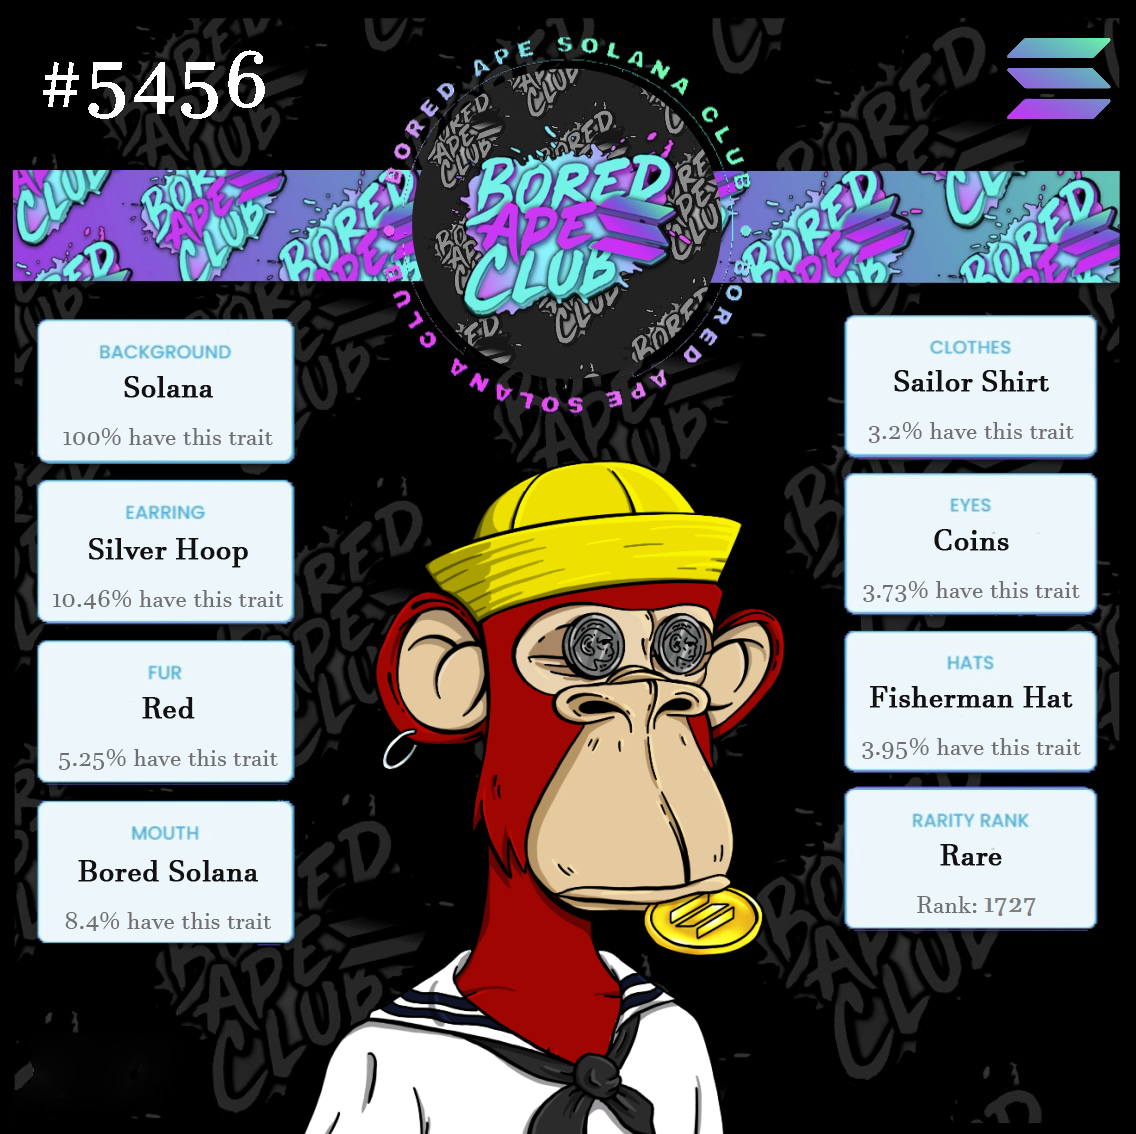 #5456
BORED APE SOLANA CLUB
BORED APE SOLANA CLUB
BORED
APE
CLUB
BACKGROUND
Solana
100% have this trait
EARRING
Silver Hoop
10.46% have this trait
FUR
Red
5.25% have this trait
MOUTH
Bored Solana
8.4% have this trait
CLOTHES
Sailor Shirt
3.2% have this trait
EYES
Coins
3.73% have this trait
HATS
Fisherman Hat
3.95% have this trait
RARITY RANK
Rare
Rank: 1727